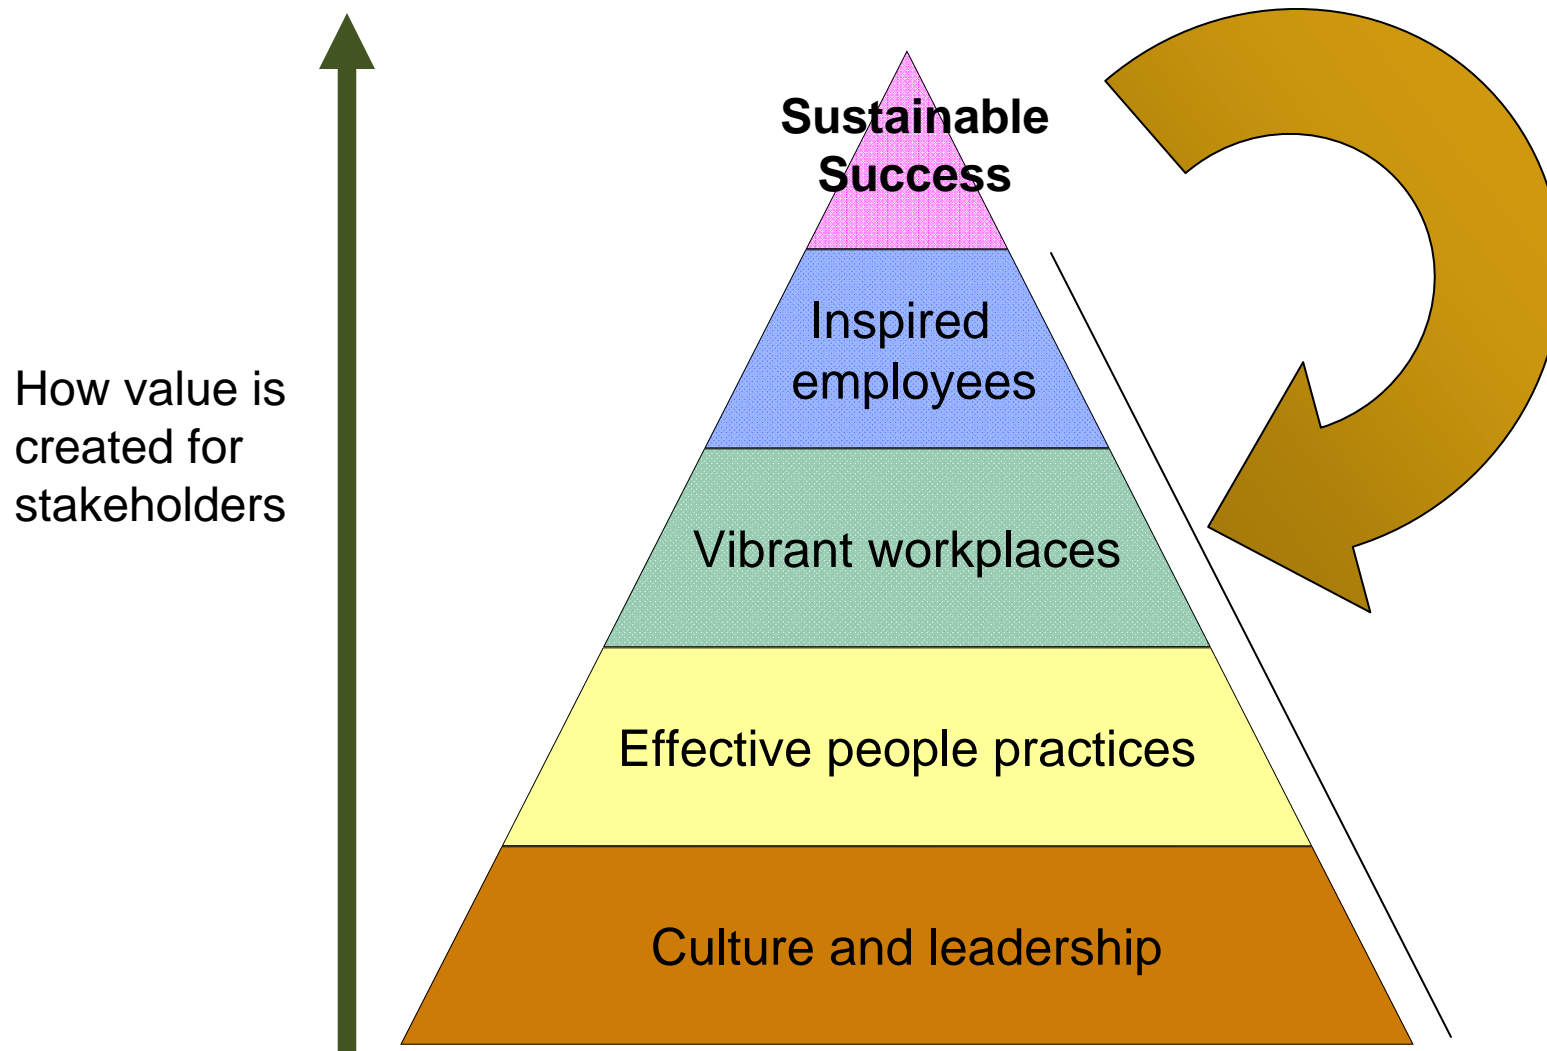 How value is
created for
stakeholders
Sustainable
Success
Inspired
employees
Vibrant workplaces
Effective people practices
Culture and leadership